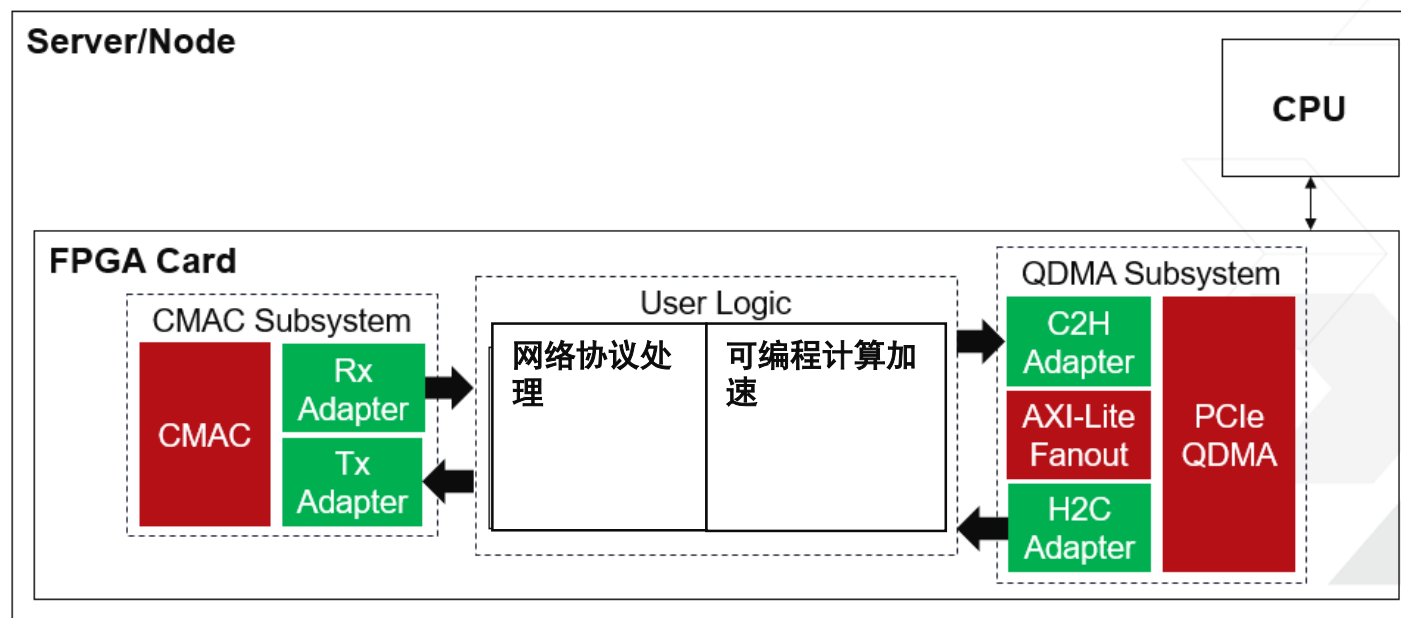 Server/Node
CPU
FPGA Card
CMAC Subsystem
CMAC
Rx
Adapter
Tx
Adapter
User Logic
网络协议处
理
可编程计算加
速
QDMA Subsystem
C2H
Adapter
AXI-Lite
Fanout
H2C
Adapter
PCIe
QDMA